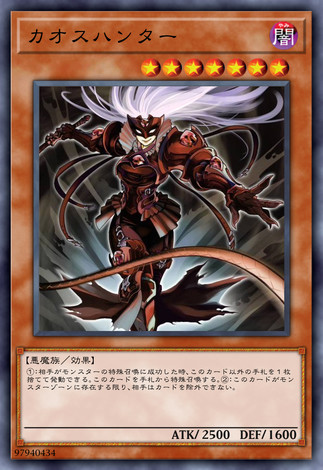 カオスハンター
闇
やみ
【悪魔族／効果】
①：相手がモンスターの特殊召喚に成功した時、このカード以外の手札を１枚
捨てて発動できる。このカードを手札から特殊召喚する。②：このカードがモン
スターゾーンに存在する限り、相手はカードを除外できない。
ATK/ 2500 DEF/1600
97940434